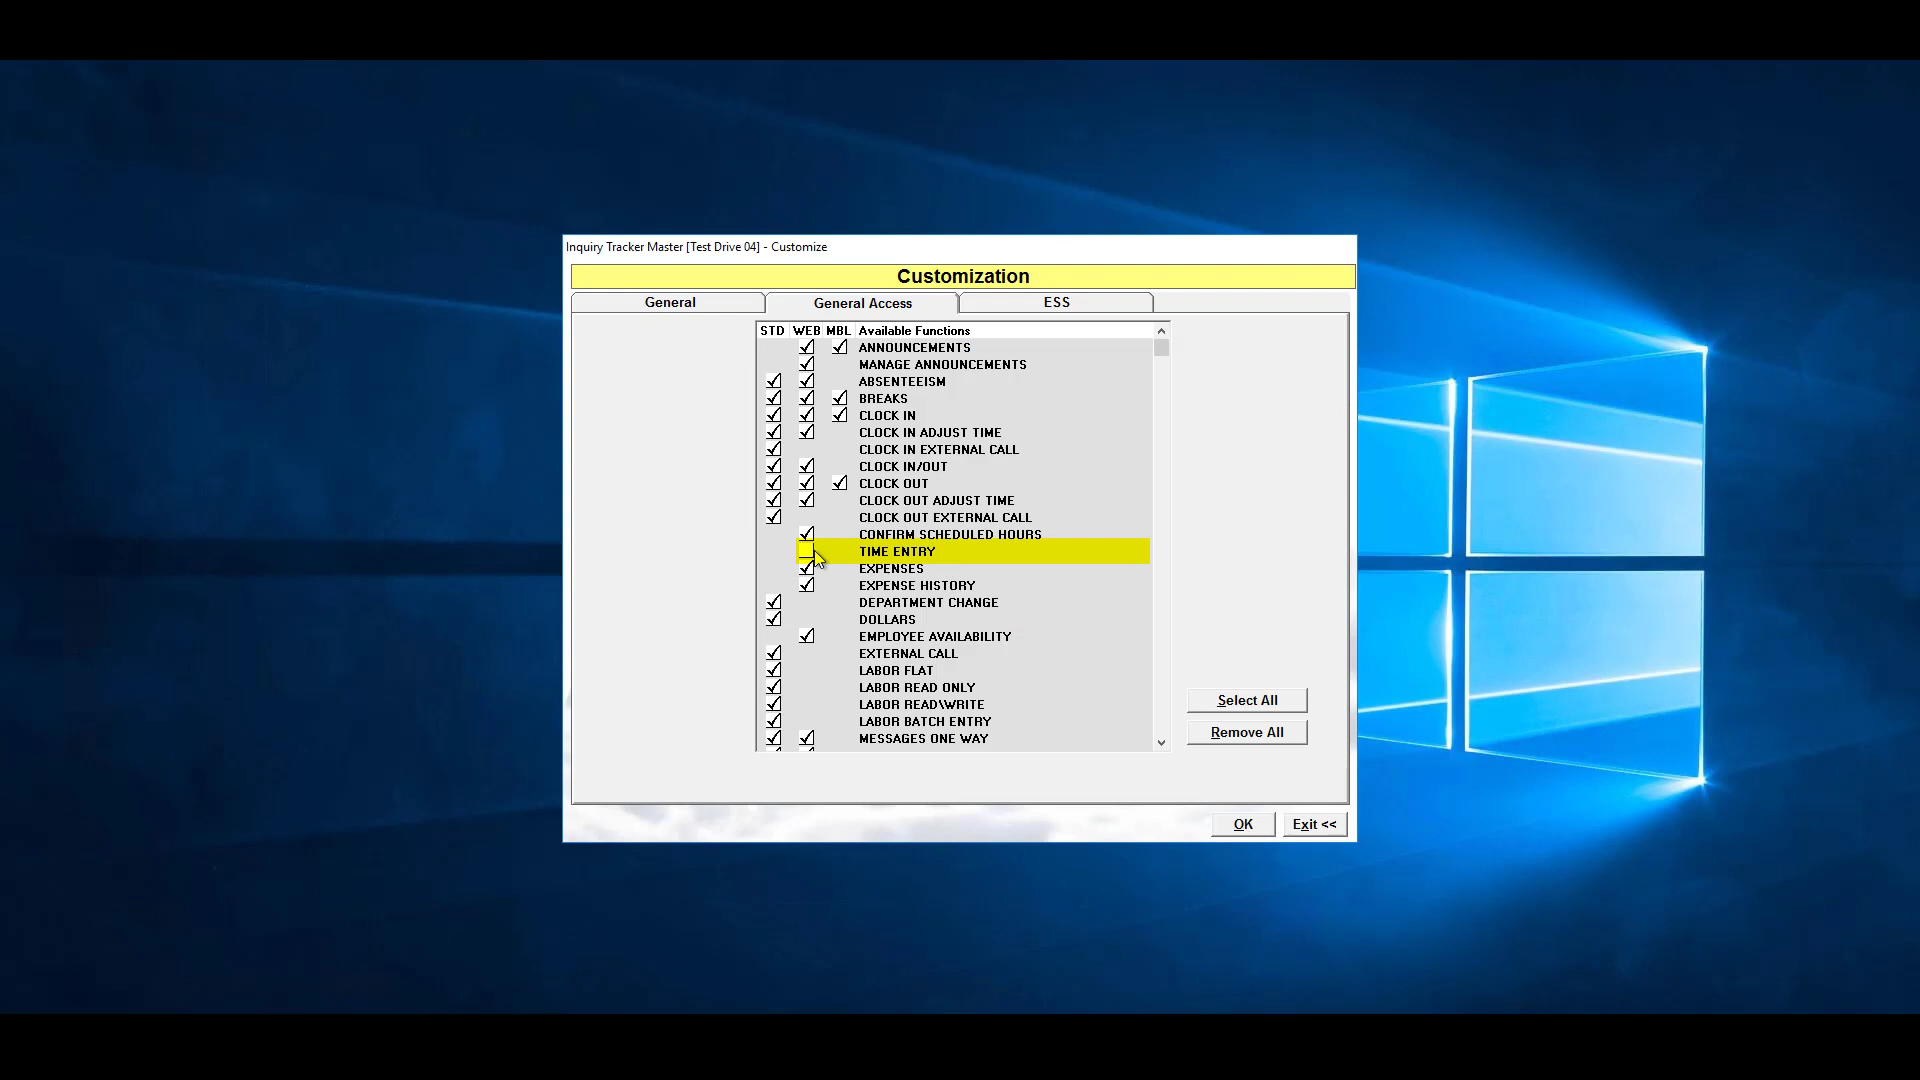 Inquiry Tracker Master [Test Drive 04] - Customize
Customization
General General Access ESS
STD WEB MBL Available Functions
ANNOUNCEMENTS
MANAGE ANNOUNCEMENTS
ABSENTEEISM
BREAKS
CLOCK IN
CLOCK IN ADJUST TIME
CLOCK IN EXTERNAL CALL
CLOCK IN/OUT
CLOCK OUT
CLOCK OUT ADJUST TIME
CLOCK OUT EXTERNAL CALL
CONFIRM SCHEDULED HOURS
TIME ENTRY
EXPENSES
EXPENSE HISTORY
DEPARTMENT CHANGE
DOLLARS
EMPLOYEE AVAILABILITY
EXTERNAL CALL
LABOR FLAT
LABOR READ ONLY
LABOR READ\WRITE
LABOR BATCH ENTRY
MESSAGES ONE WAY
Select All
Remove All
OK Exit <<